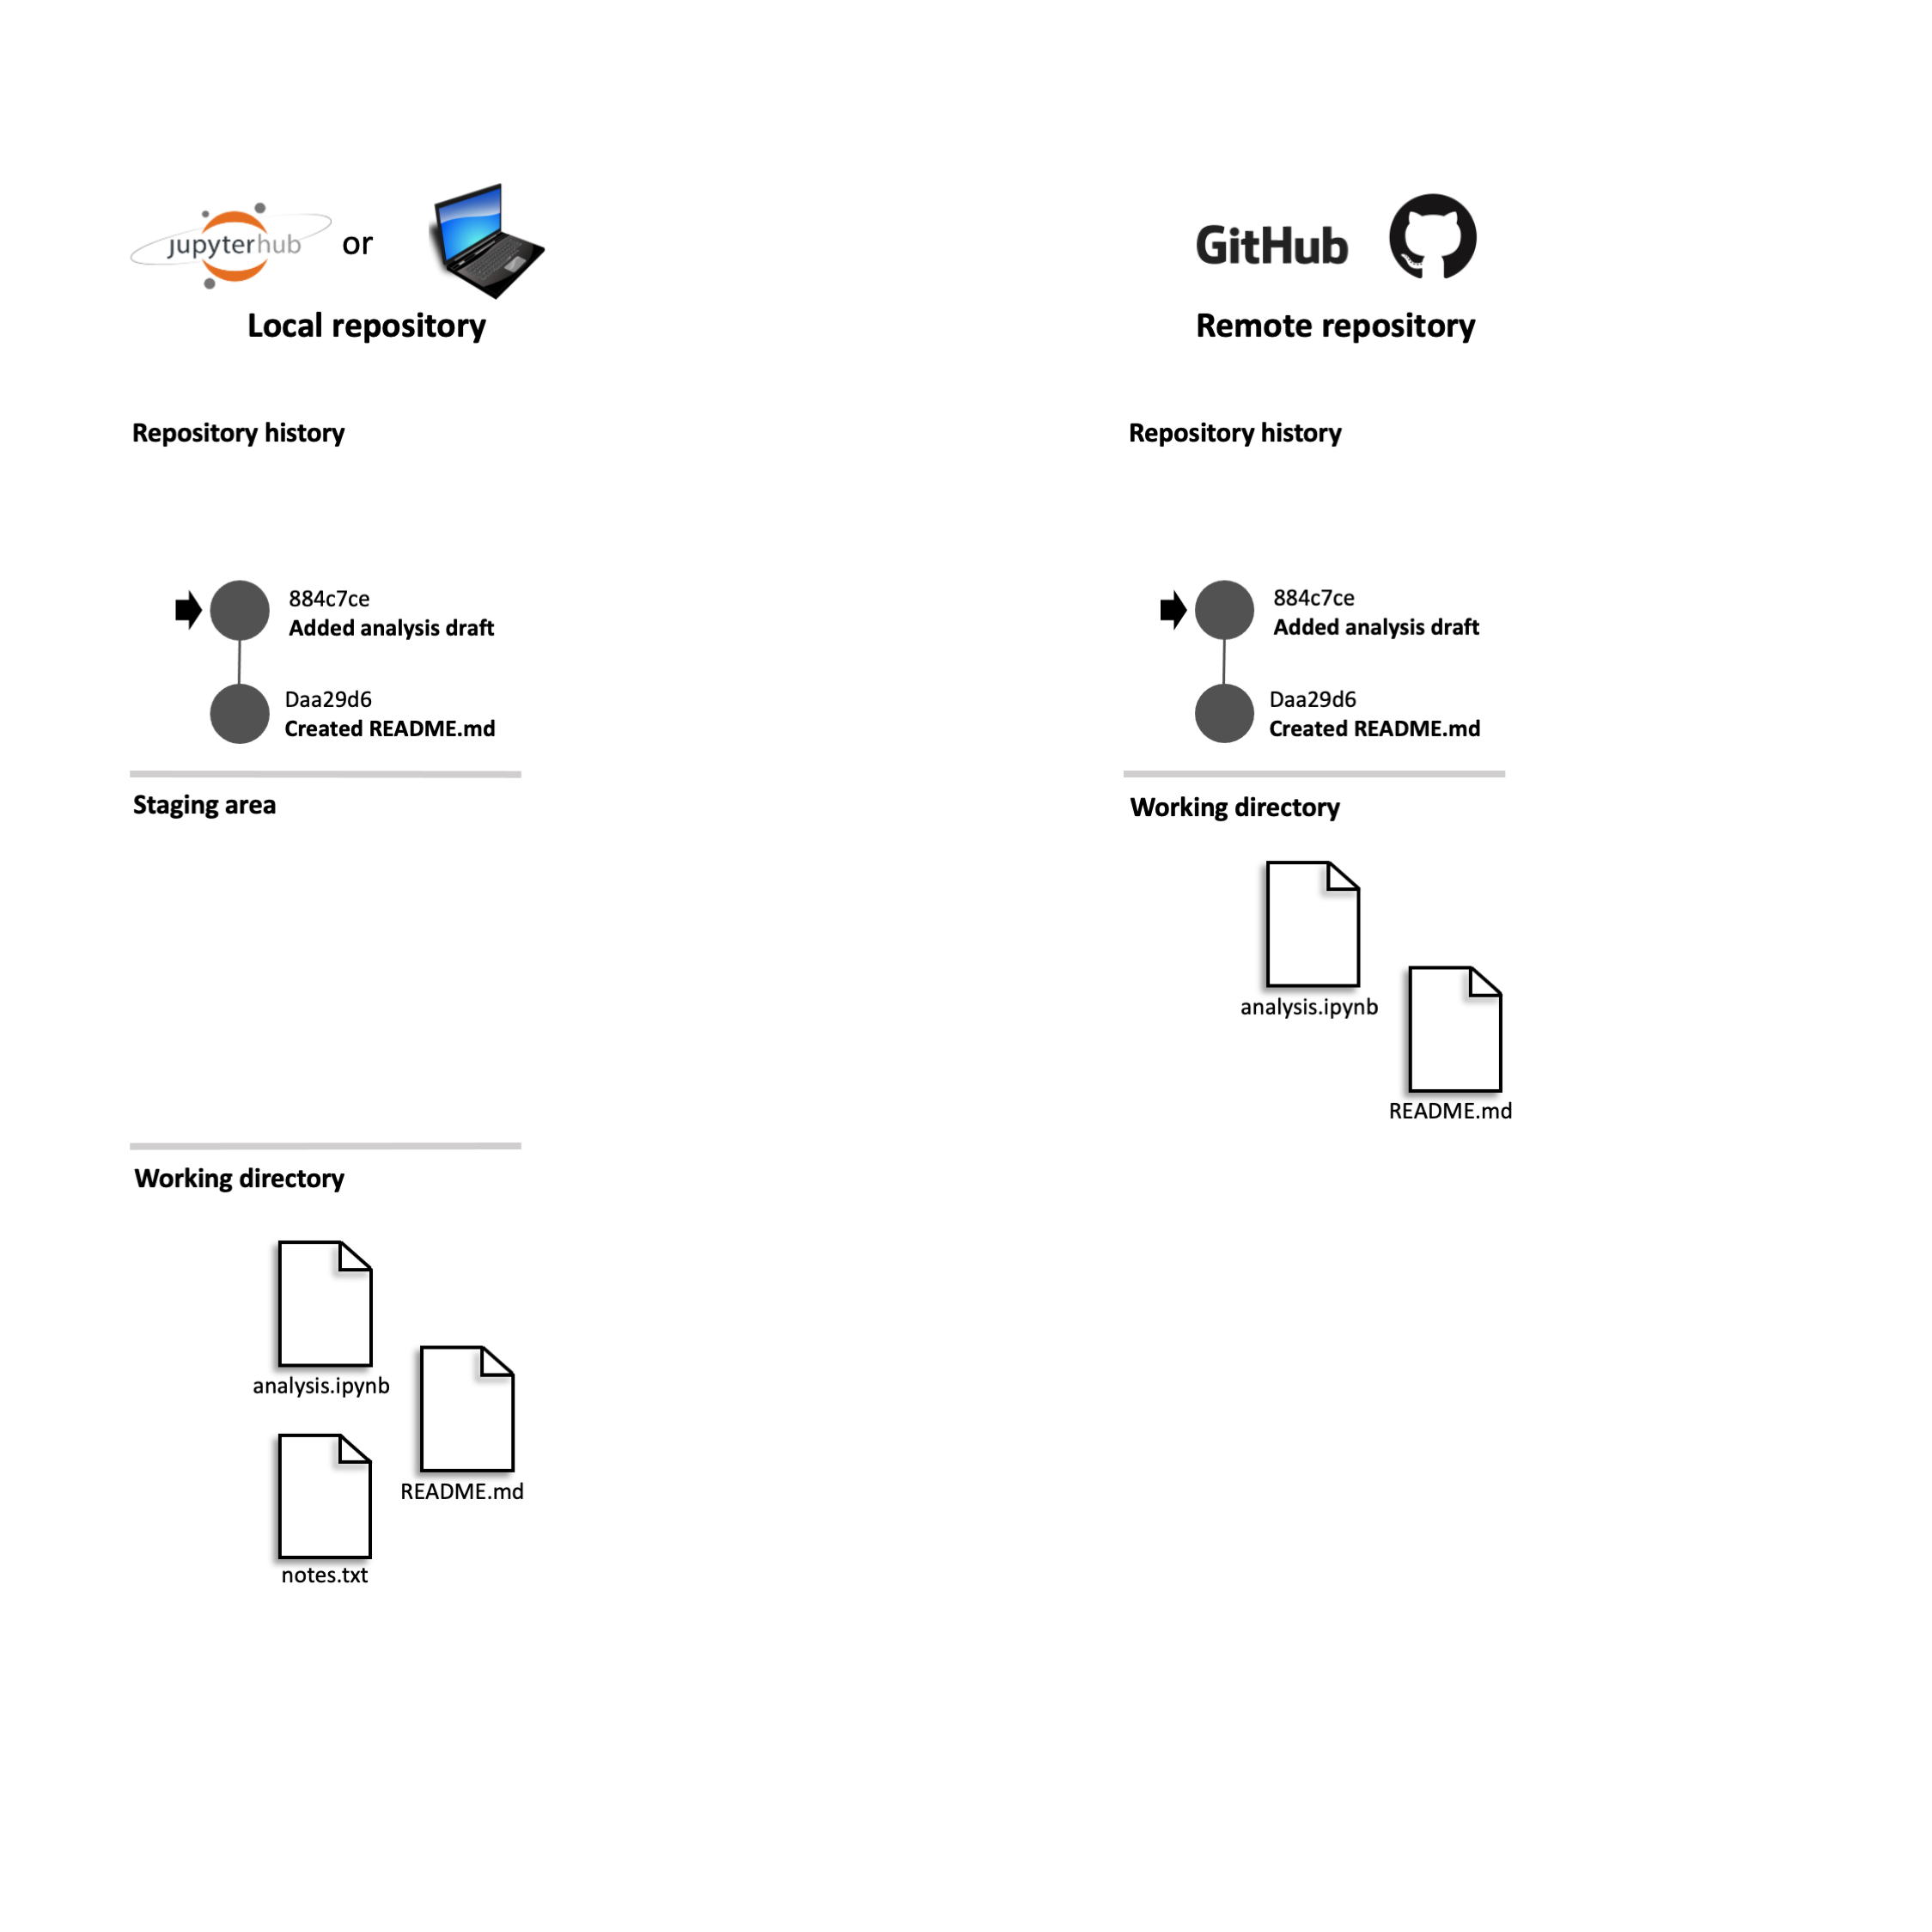 jupyterhub
or
Local repository
Repository history
884c7ce
Added analysis draft
Daa29d6
Created README.md
Staging area
Working directory
analysis.ipynb
README.md
notes.txt
GitHub
Remote repository
Repository history
884c7ce
Added analysis draft
Daa29d6
Created README.md
Working directory
analysis.ipynb
README.md